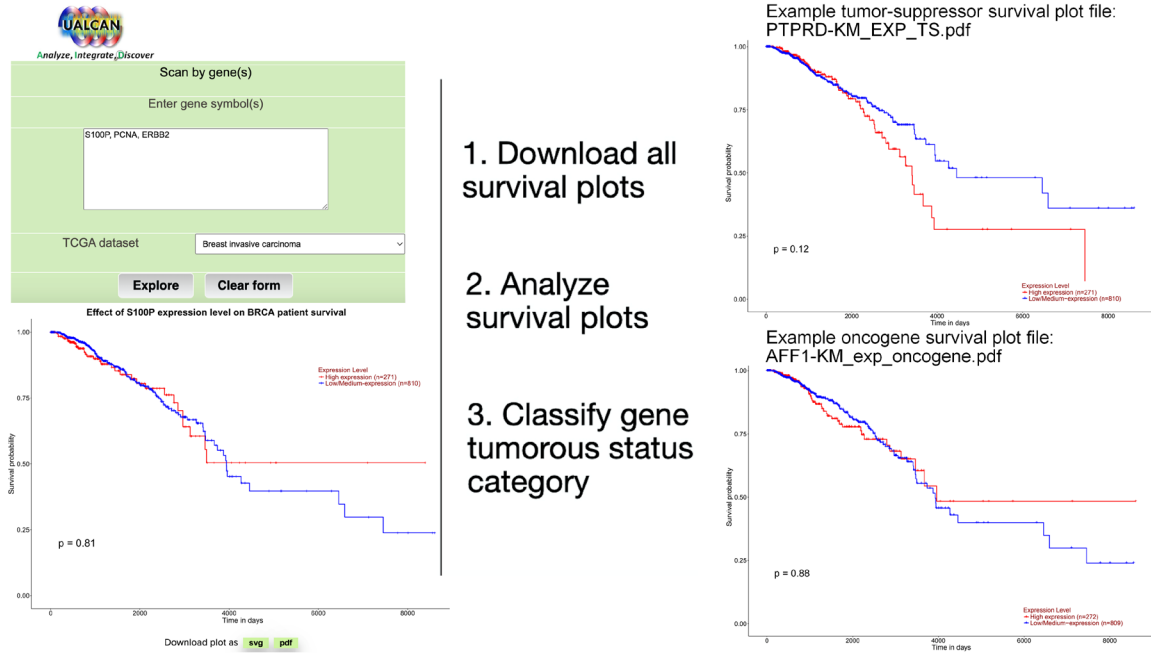 UALCAN
Analyze, Integrate, Discover
Scan by gene(s)
Enter gene symbol(s)
S100P, PCNA, ERBB2
TCGA dataset
Breast invasive carcinoma
Explore
Clear form
Effect of S100P expression level on BRCA patient survival
1.00
0.75
0.50
0.25
0.00
Survival probability
Expression Level
High expression (n=271)
Low/Medium-expression (n=810)
p = 0.81
0
2000
4000
6000
8000
Time in days
Download plot as
svg
pdf
1. Download all
survival plots
2. Analyze
survival plots
3. Classify gene
tumorous status
category
Example tumor-suppressor survival plot file:
PTPRD-KM_EXP_TS.pdf
1.00
0.75
0.50
0.25
0.00
Survival probability
p = 0.12
Expression Level
High expression (n=271)
Low/Medium-expression (n=810)
0
2000
4000
6000
8000
Time in days
Example oncogene survival plot file:
AFF1-KM_exp_oncogene.pdf
1.00
0.75
0.50
0.25
0.00
Survival probability
p = 0.88
Expression Level
High expression (n=272)
Low/Medium-expression (n=809)
0
2000
4000
6000
8000
Time in days